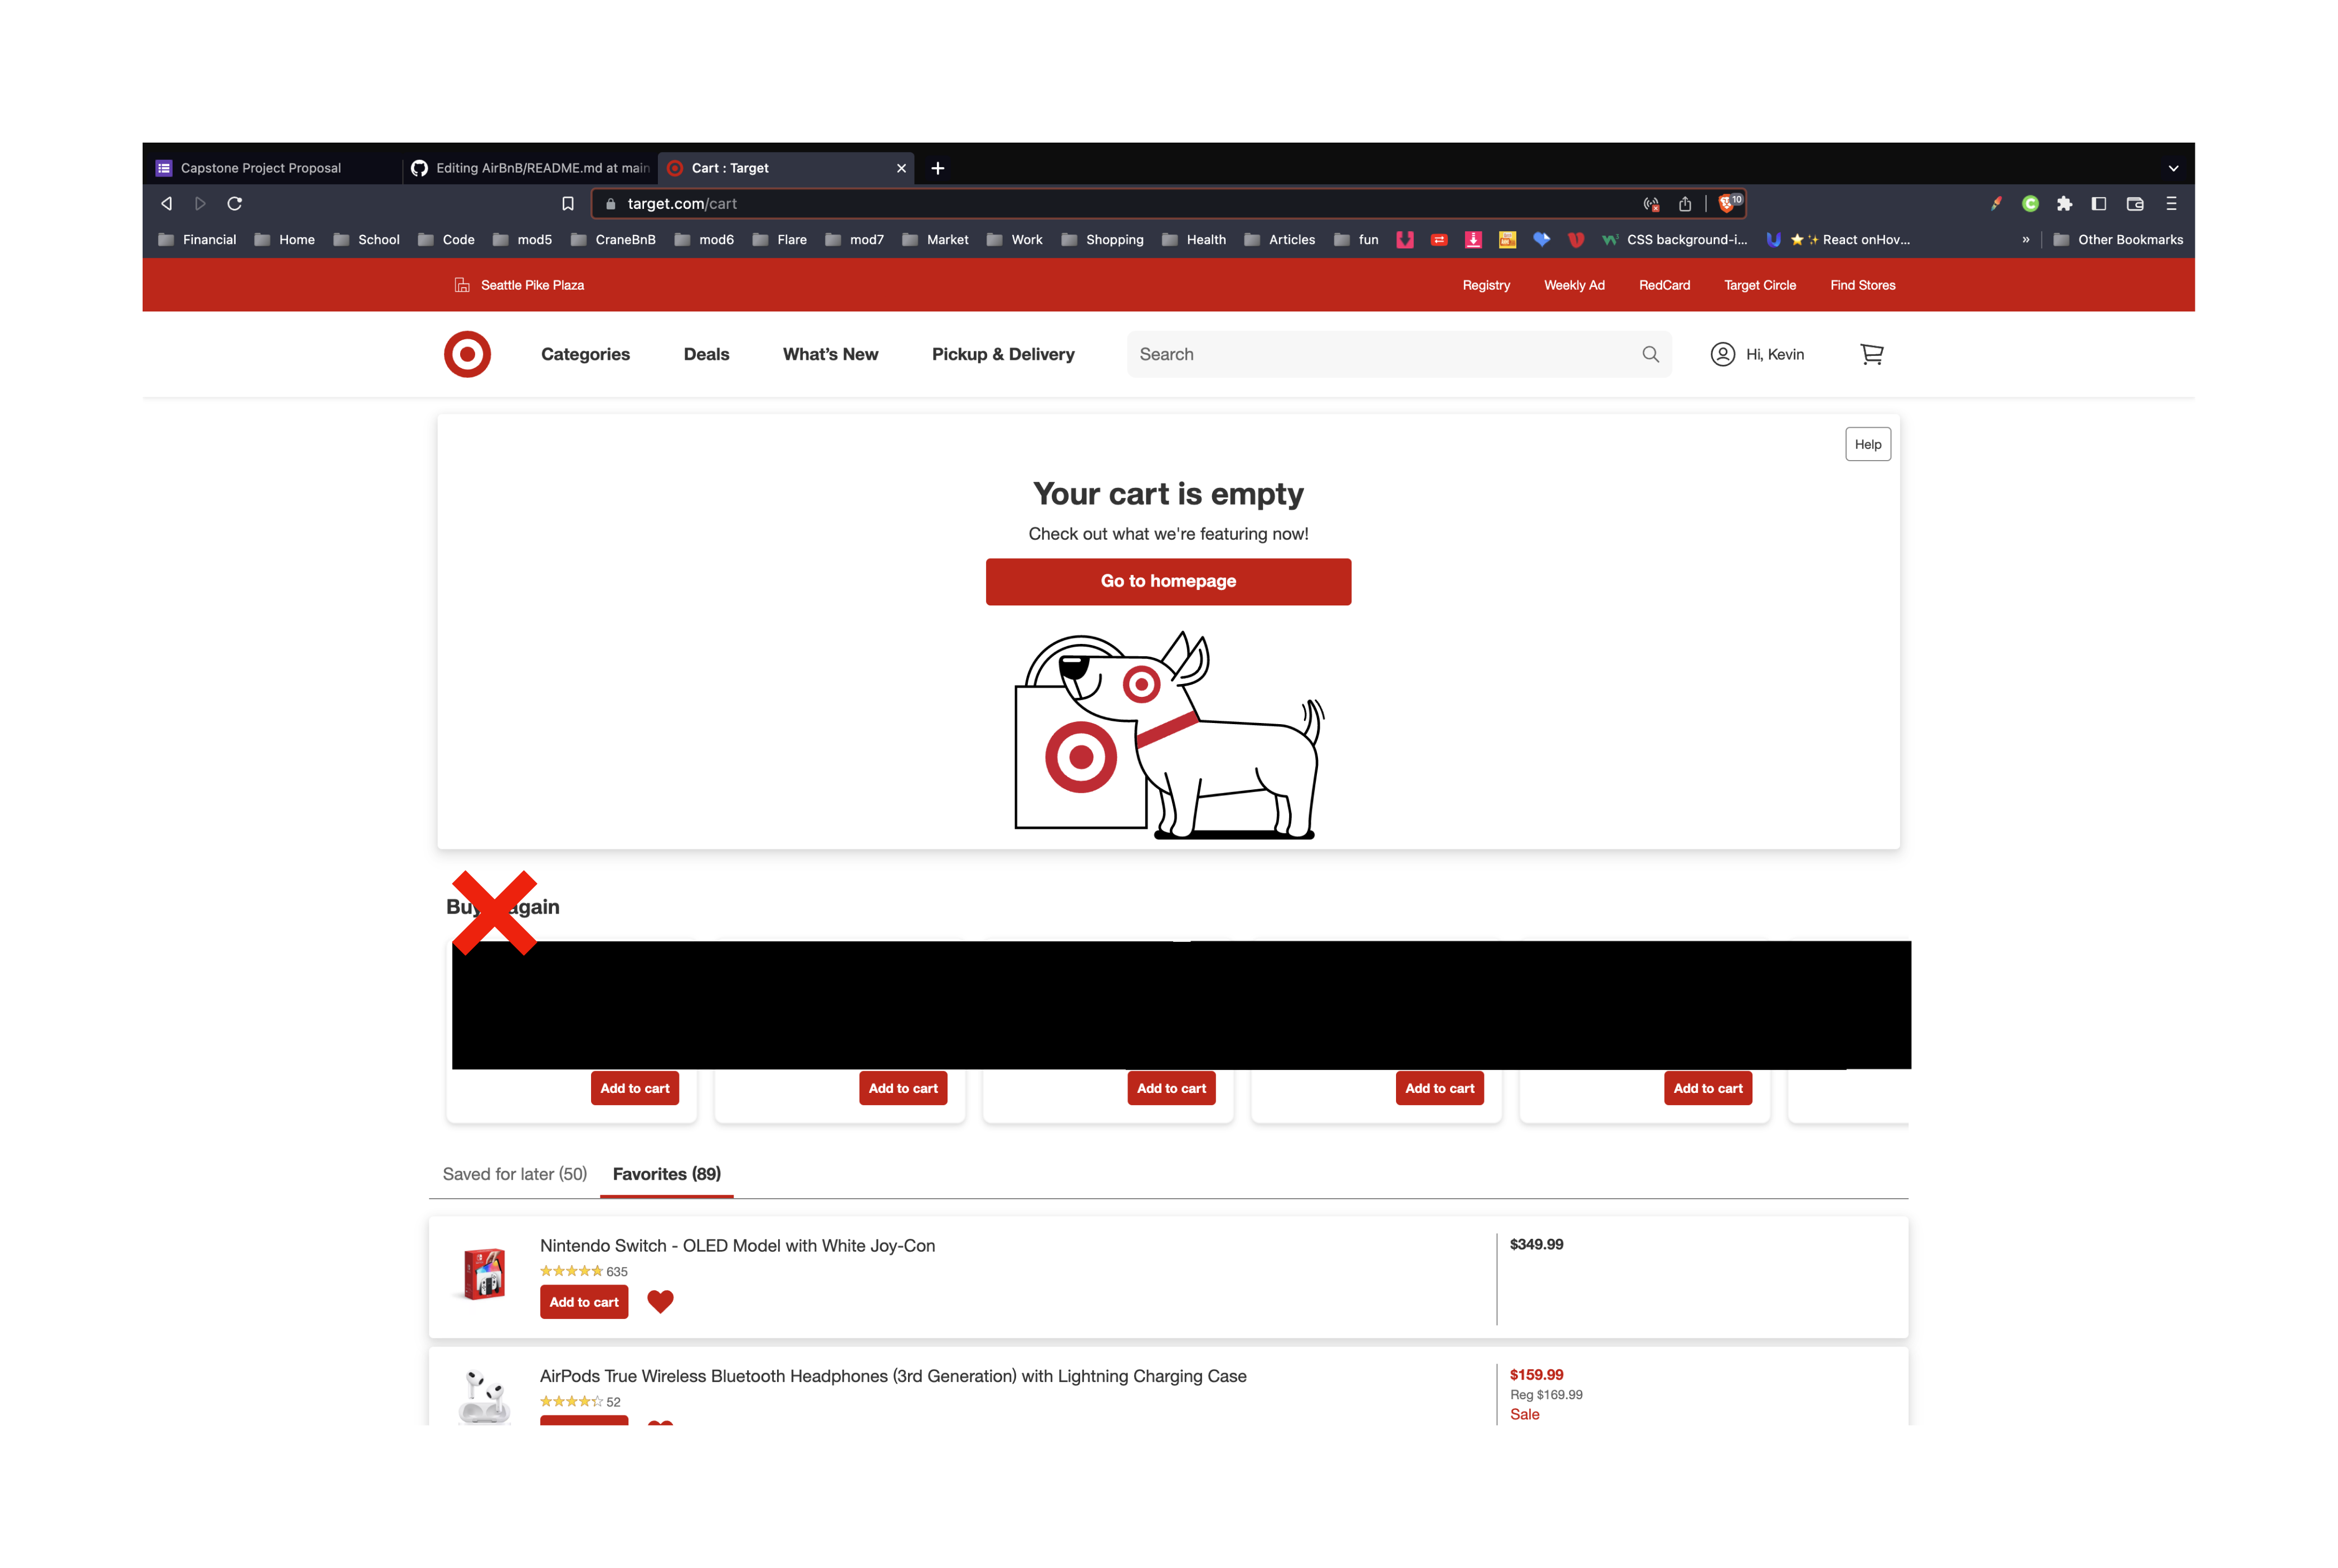 Capstone Project Proposal
Editing AirBnB/README.md at main
Cart : Target
target.com/cart
10
Financial Home School Code mod5 CraneBnB mod6 Flare mod7 Market Work Shopping Health Articles fun CSS background-i... React onHov... » Other Bookmarks
Seattle Pike Plaza
Registry Weekly Ad RedCard Target Circle Find Stores
Categories Deals What's New Pickup & Delivery Search Hi, Kevin
Help
Your cart is empty
Check out what we're featuring now!
Go to homepage
Buy again
Add to cart Add to cart Add to cart Add to cart Add to cart
Saved for later (50) Favorites (89)
Nintendo Switch - OLED Model with White Joy-Con
$349.99
635
Add to cart
AirPods True Wireless Bluetooth Headphones (3rd Generation) with Lightning Charging Case
$159.99
52
Reg $169.99
Sale